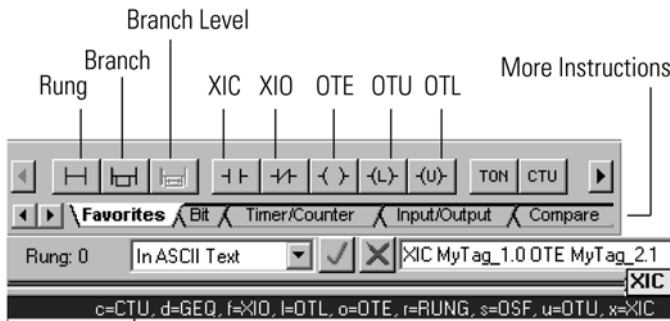 Branch Level
Branch
More Instructions
Rung XIC XIO OTE OTU OTL
(L) (U) TON CTU
Favorites Bit Timer/Counter Input/Output Compare
Rung: 0 In ASCII Text XIC MyTag_1.0 OTE MyTag_2.1
XIC
c=CTU, d=GEQ, f=XIO, l=OTL, o=OTE, r=RUNG, s=OSF, u=OTU, x=XIC